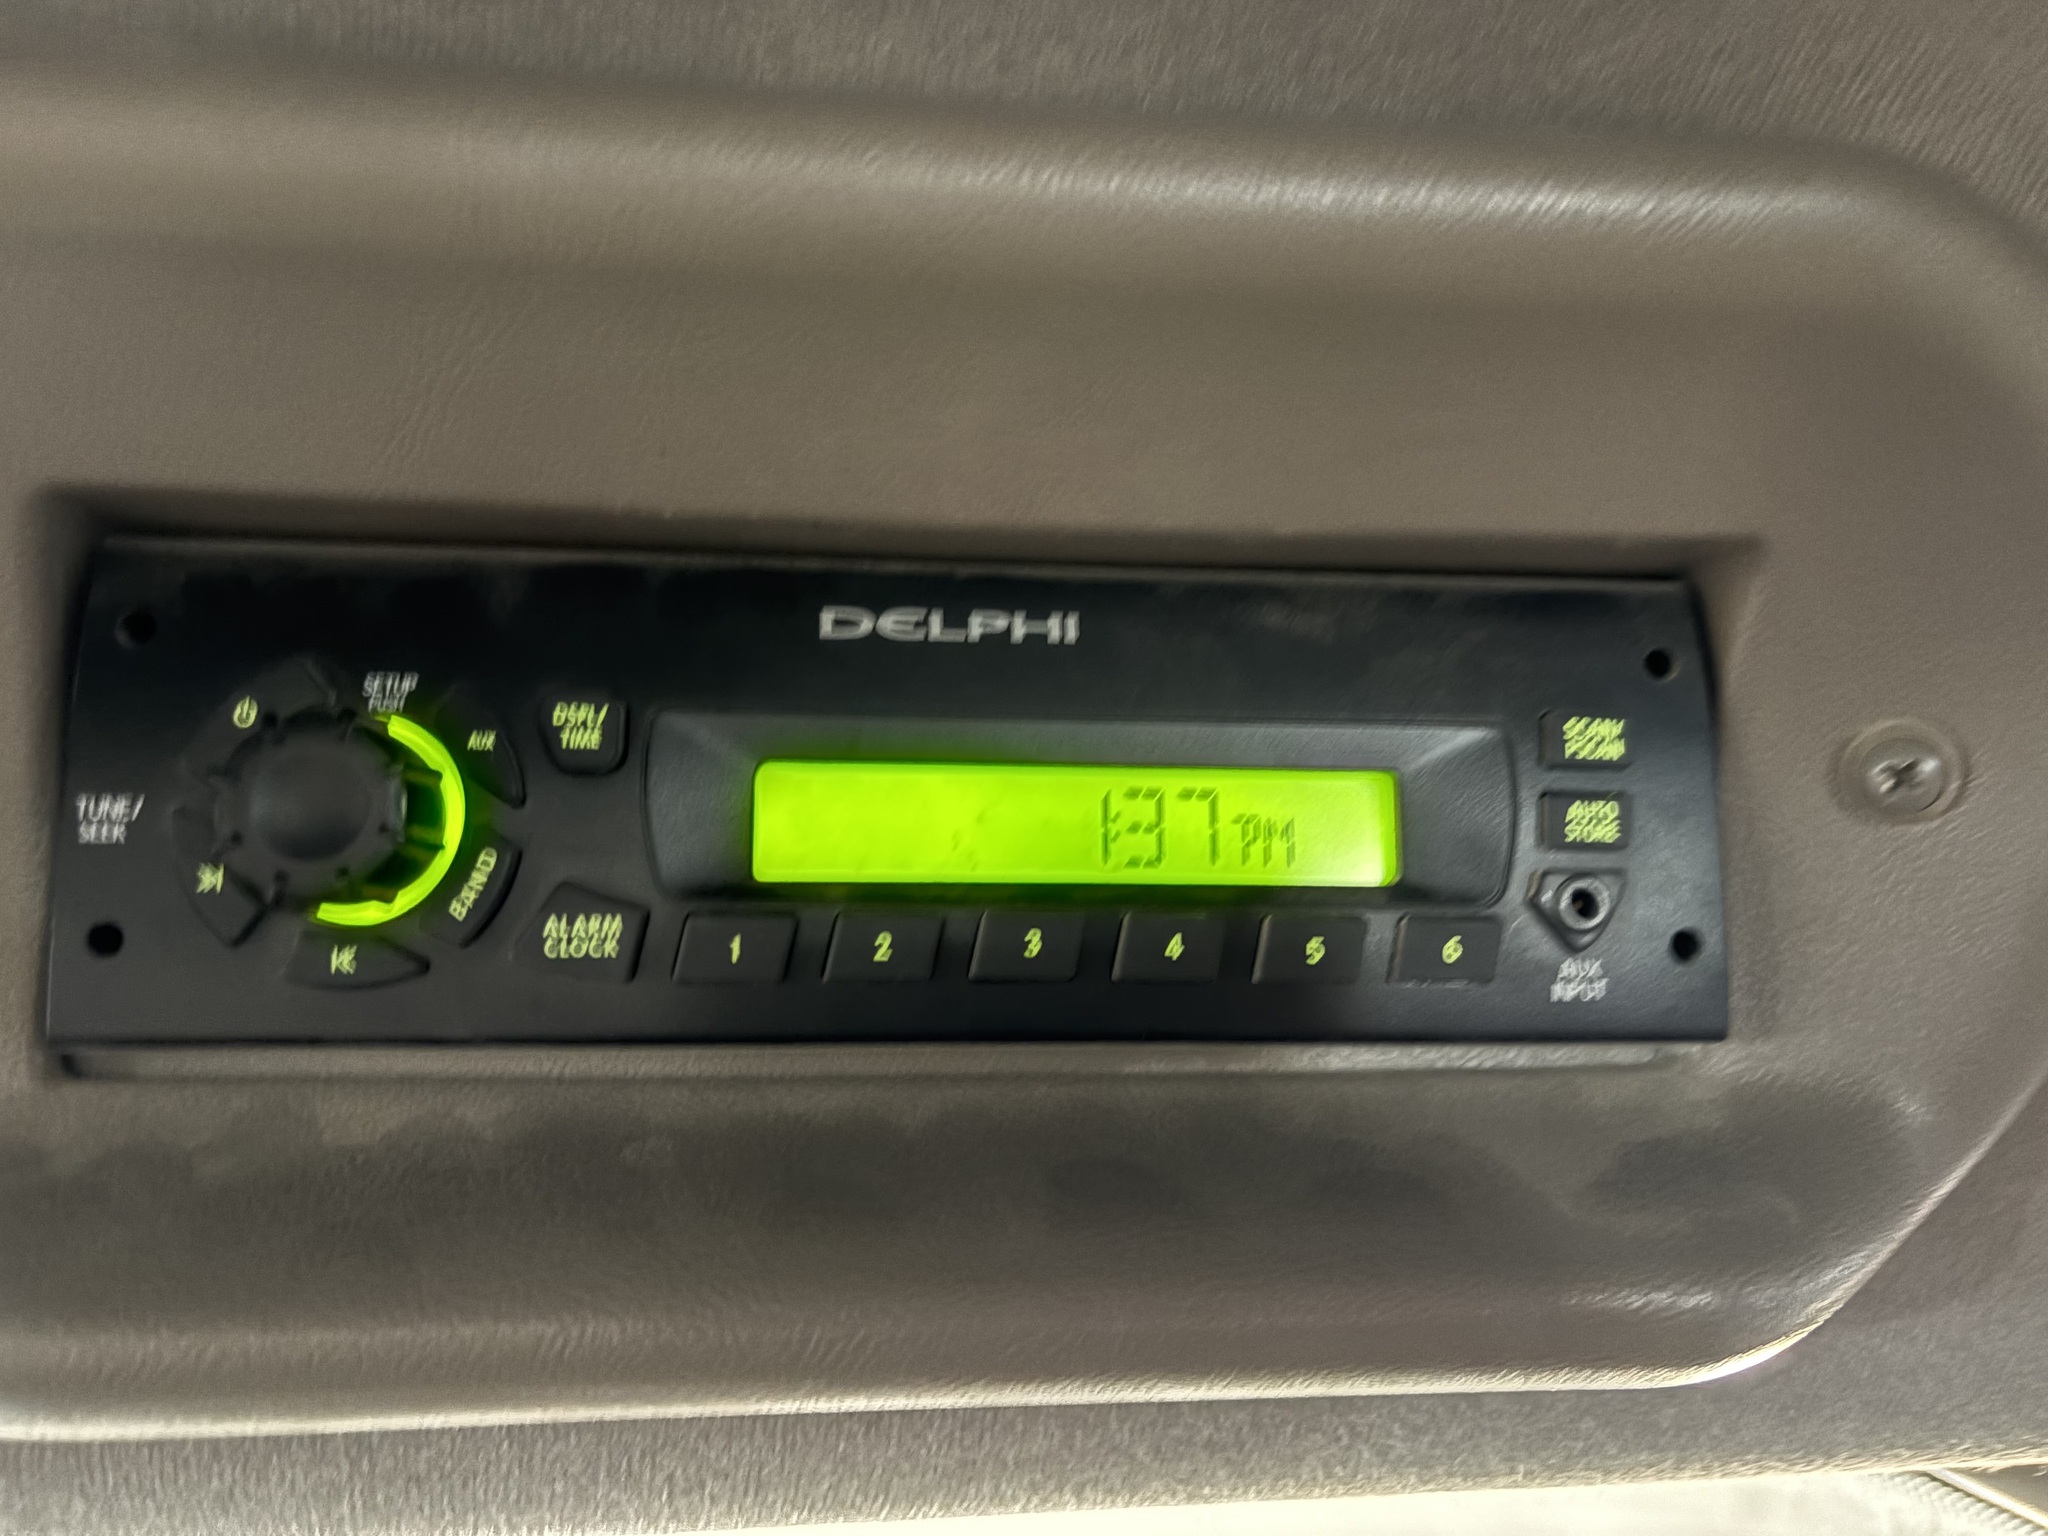 DELPHI
SETUP
PUSH
AUX
DSPL/
TIME
TUNE/
SEEK
BAND
ALARM
CLOCK
1:37 PM
1
2
3
4
5
6
SCAN/
PSCAN
AUTO
STORE
AUX
INPUT